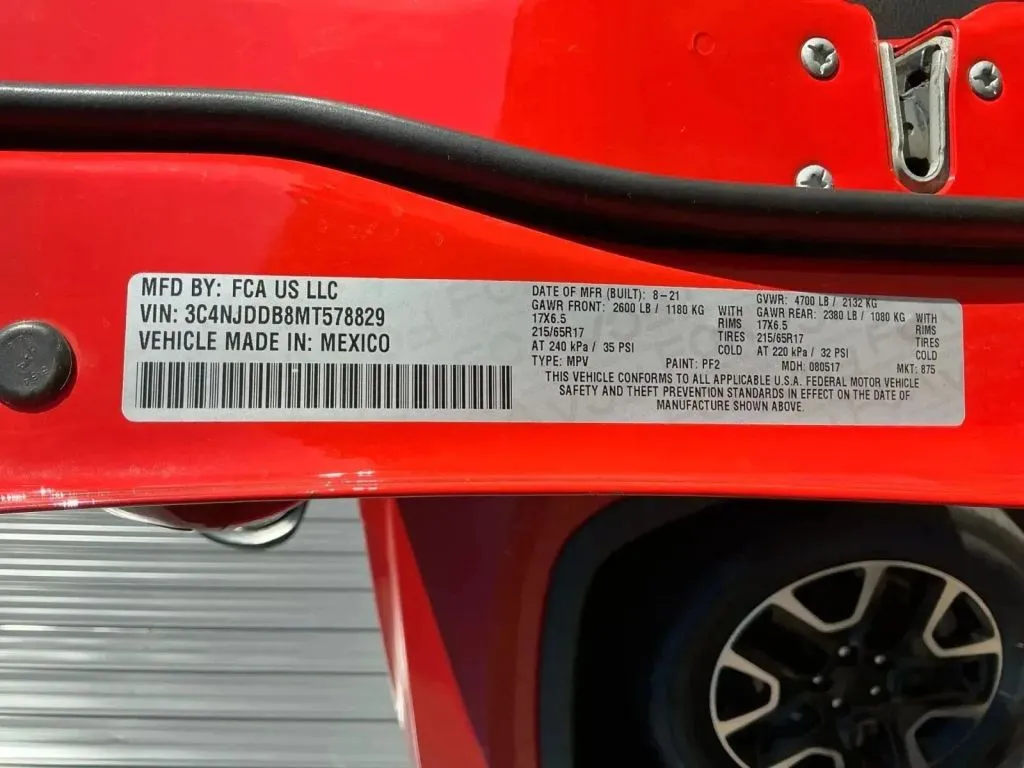 MFD BY: FCA US LLC
VIN: 3C4NJDDB8MT578829
VEHICLE MADE IN: MEXICO
DATE OF MFR (BUILT): 8-21
GAWR FRONT: 2600 LB / 1180 KG
17X6.5
215/65R17
AT 240 kPa / 35 PSI
WITH
RIMS
TIRES
COLD
GVWR: 4700 LB / 2132 KG
GAWR REAR: 2380 LB / 1080 KG
17X6.5
215/65R17
AT 220 kPa / 32 PSI
WITH
RIMS
TIRES
COLD
TYPE: MPV PAINT: PF2 MDH: 080517 MKT: 875
THIS VEHICLE CONFORMS TO ALL APPLICABLE U.S.A. FEDERAL MOTOR VEHICLE
SAFETY AND THEFT PREVENTION STANDARDS IN EFFECT ON THE DATE OF
MANUFACTURE SHOWN ABOVE.